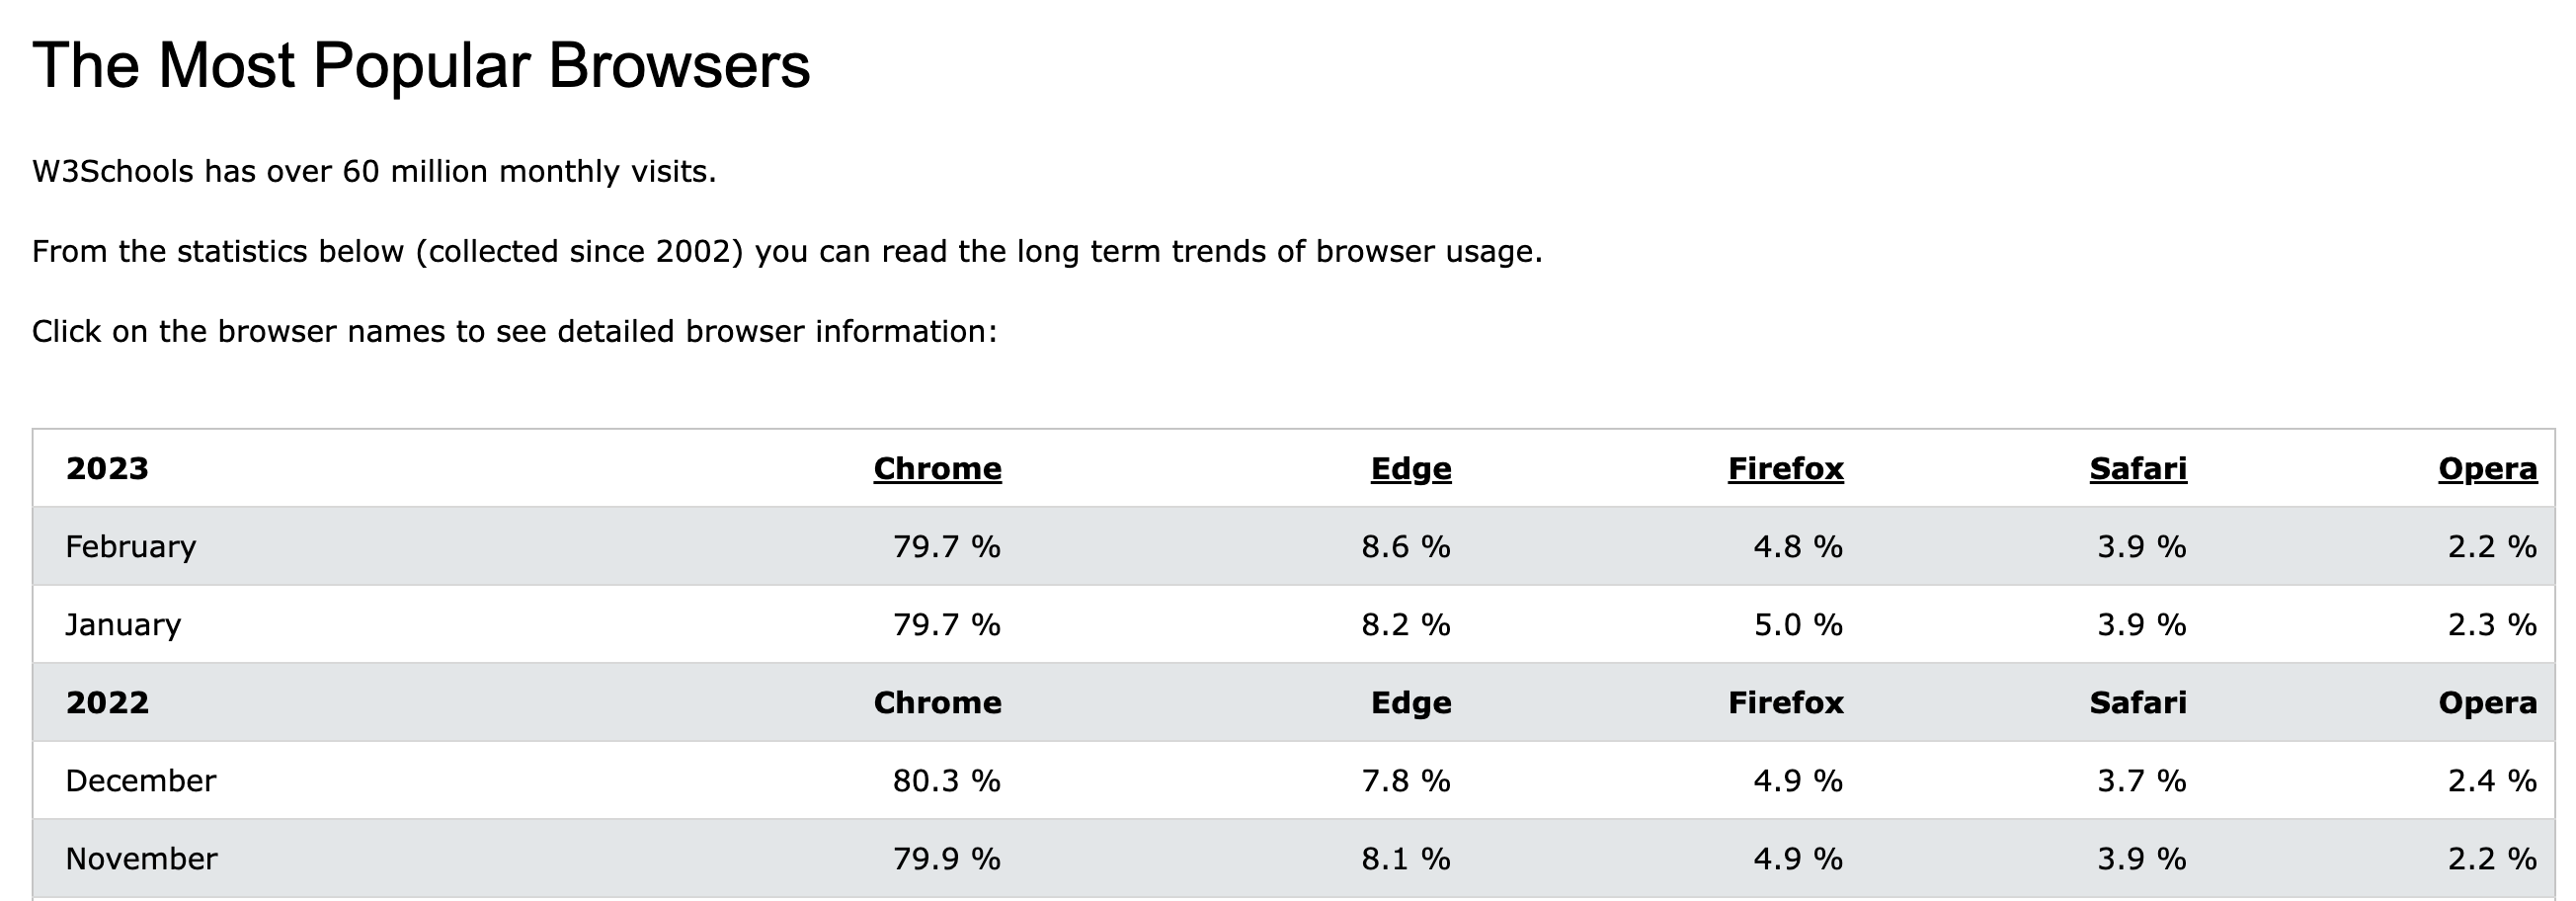 The Most Popular Browsers
W3Schools has over 60 million monthly visits.
From the statistics below (collected since 2002) you can read the long term trends of browser usage.
Click on the browser names to see detailed browser information:
2023 Chrome Edge Firefox Safari Opera
February 79.7 % 8.6 % 4.8 % 3.9 % 2.2 %
January 79.7 % 8.2 % 5.0 % 3.9 % 2.3 %
2022 Chrome Edge Firefox Safari Opera
December 80.3 % 7.8 % 4.9 % 3.7 % 2.4 %
November 79.9 % 8.1 % 4.9 % 3.9 % 2.2 %